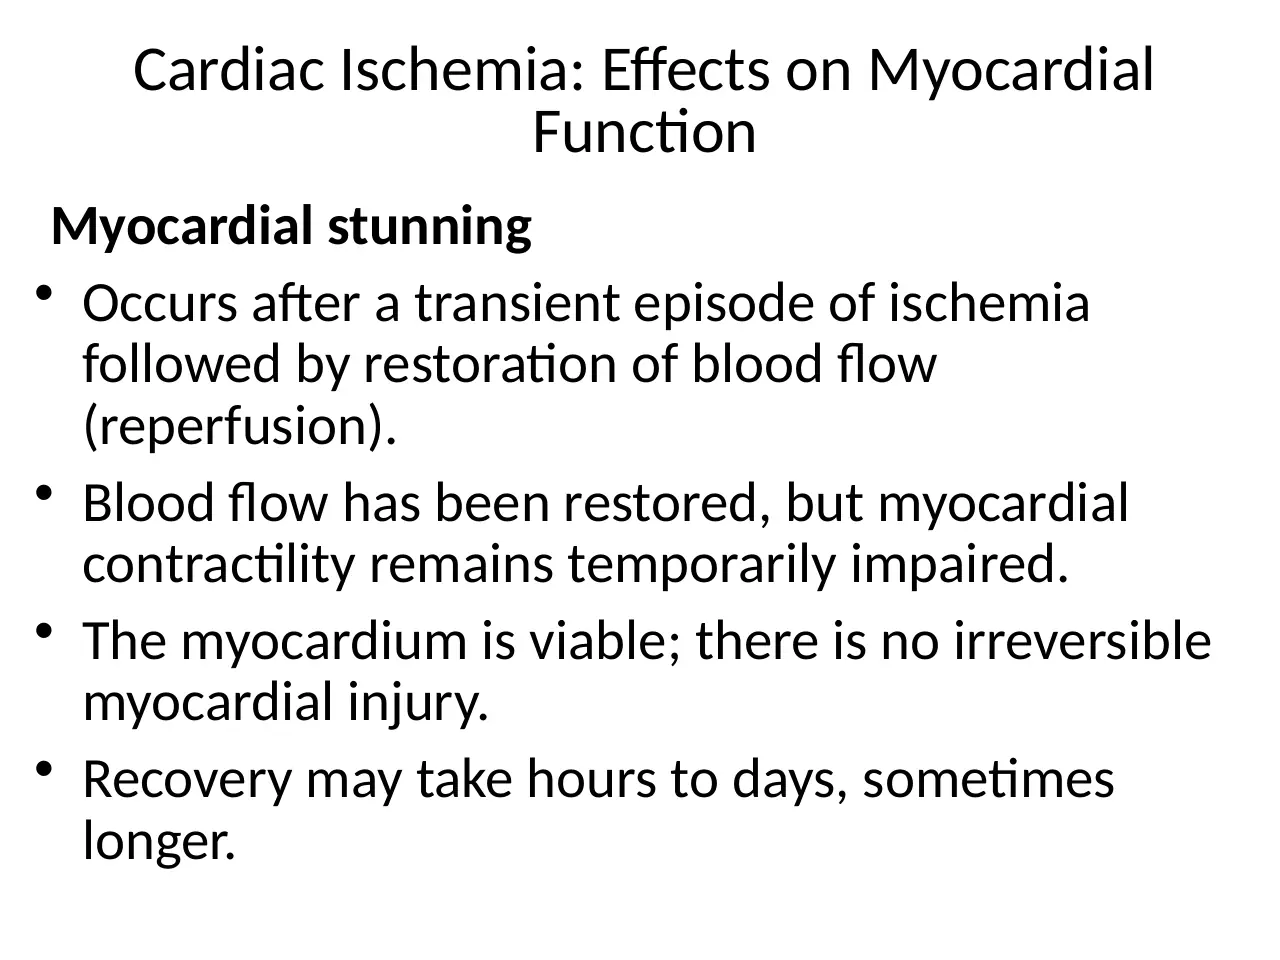 Cardiac Ischemia: Effects on Myocardial
Function
Myocardial stunning
• Occurs after a transient episode of ischemia
followed by restoration of blood flow
(reperfusion).
• Blood flow has been restored, but myocardial
contractility remains temporarily impaired.
• The myocardium is viable; there is no irreversible
myocardial injury.
• Recovery may take hours to days, sometimes
longer.